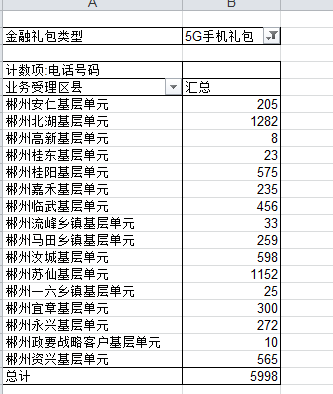 A B
金融礼包类型 5G手机礼包
计数项:电话号码
业务受理区县 汇总
郴州安仁基层单元 205
郴州北湖基层单元 1282
郴州高新基层单元 8
郴州桂东基层单元 23
郴州桂阳基层单元 575
郴州嘉禾基层单元 235
郴州临武基层单元 456
郴州流峰乡镇基层单元 33
郴州马田乡镇基层单元 259
郴州汝城基层单元 598
郴州苏仙基层单元 1152
郴州一六乡镇基层单元 25
郴州宜章基层单元 300
郴州永兴基层单元 272
郴州政要战略客户基层单元 10
郴州资兴基层单元 565
总计 5998